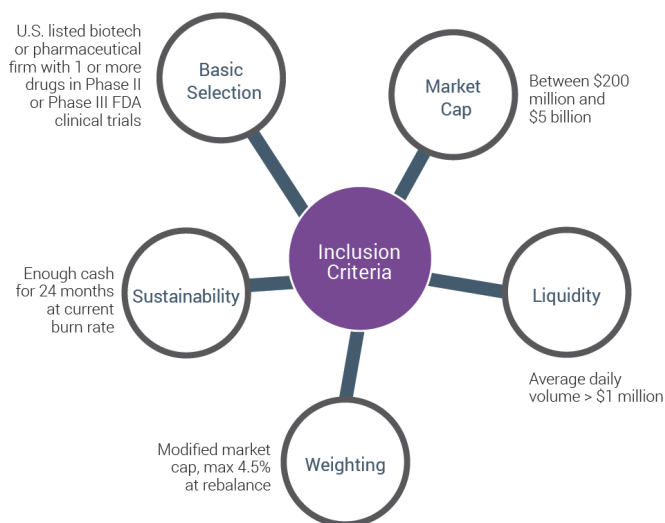 U.S. listed biotech
or pharmaceutical
firm with 1 or more
drugs in Phase II
or Phase III FDA
clinical trials
Basic
Selection
Market
Cap
Between $200
million and
$5 billion
Inclusion
Criteria
Enough cash
for 24 months
at current
burn rate
Sustainability
Liquidity
Average daily
volume > $1 million
Modified market
cap, max 4.5%
at rebalance
Weighting